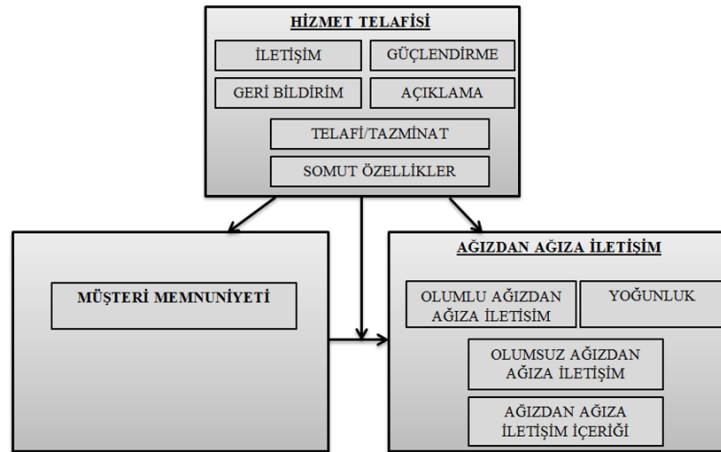 HİZMET TELAFİSİ
İLETİŞİM
GÜÇLENDİRME
GERİ BİLDİRİM
AÇIKLAMA
TELAFİ/TAZMİNAT
SOMUT ÖZELLİKLER
MÜŞTERİ MEMNUNİYETİ
AĞIZDAN AĞIZA İLETİŞİM
OLUMLU AĞIZDAN
AĞIZA İLETİSİM
YOĞUNLUK
OLUMSUZ AĞIZDAN
AĞIZA İLETİŞİM
AĞIZDAN AĞIZA
İLETİŞİM İÇERİĞİ